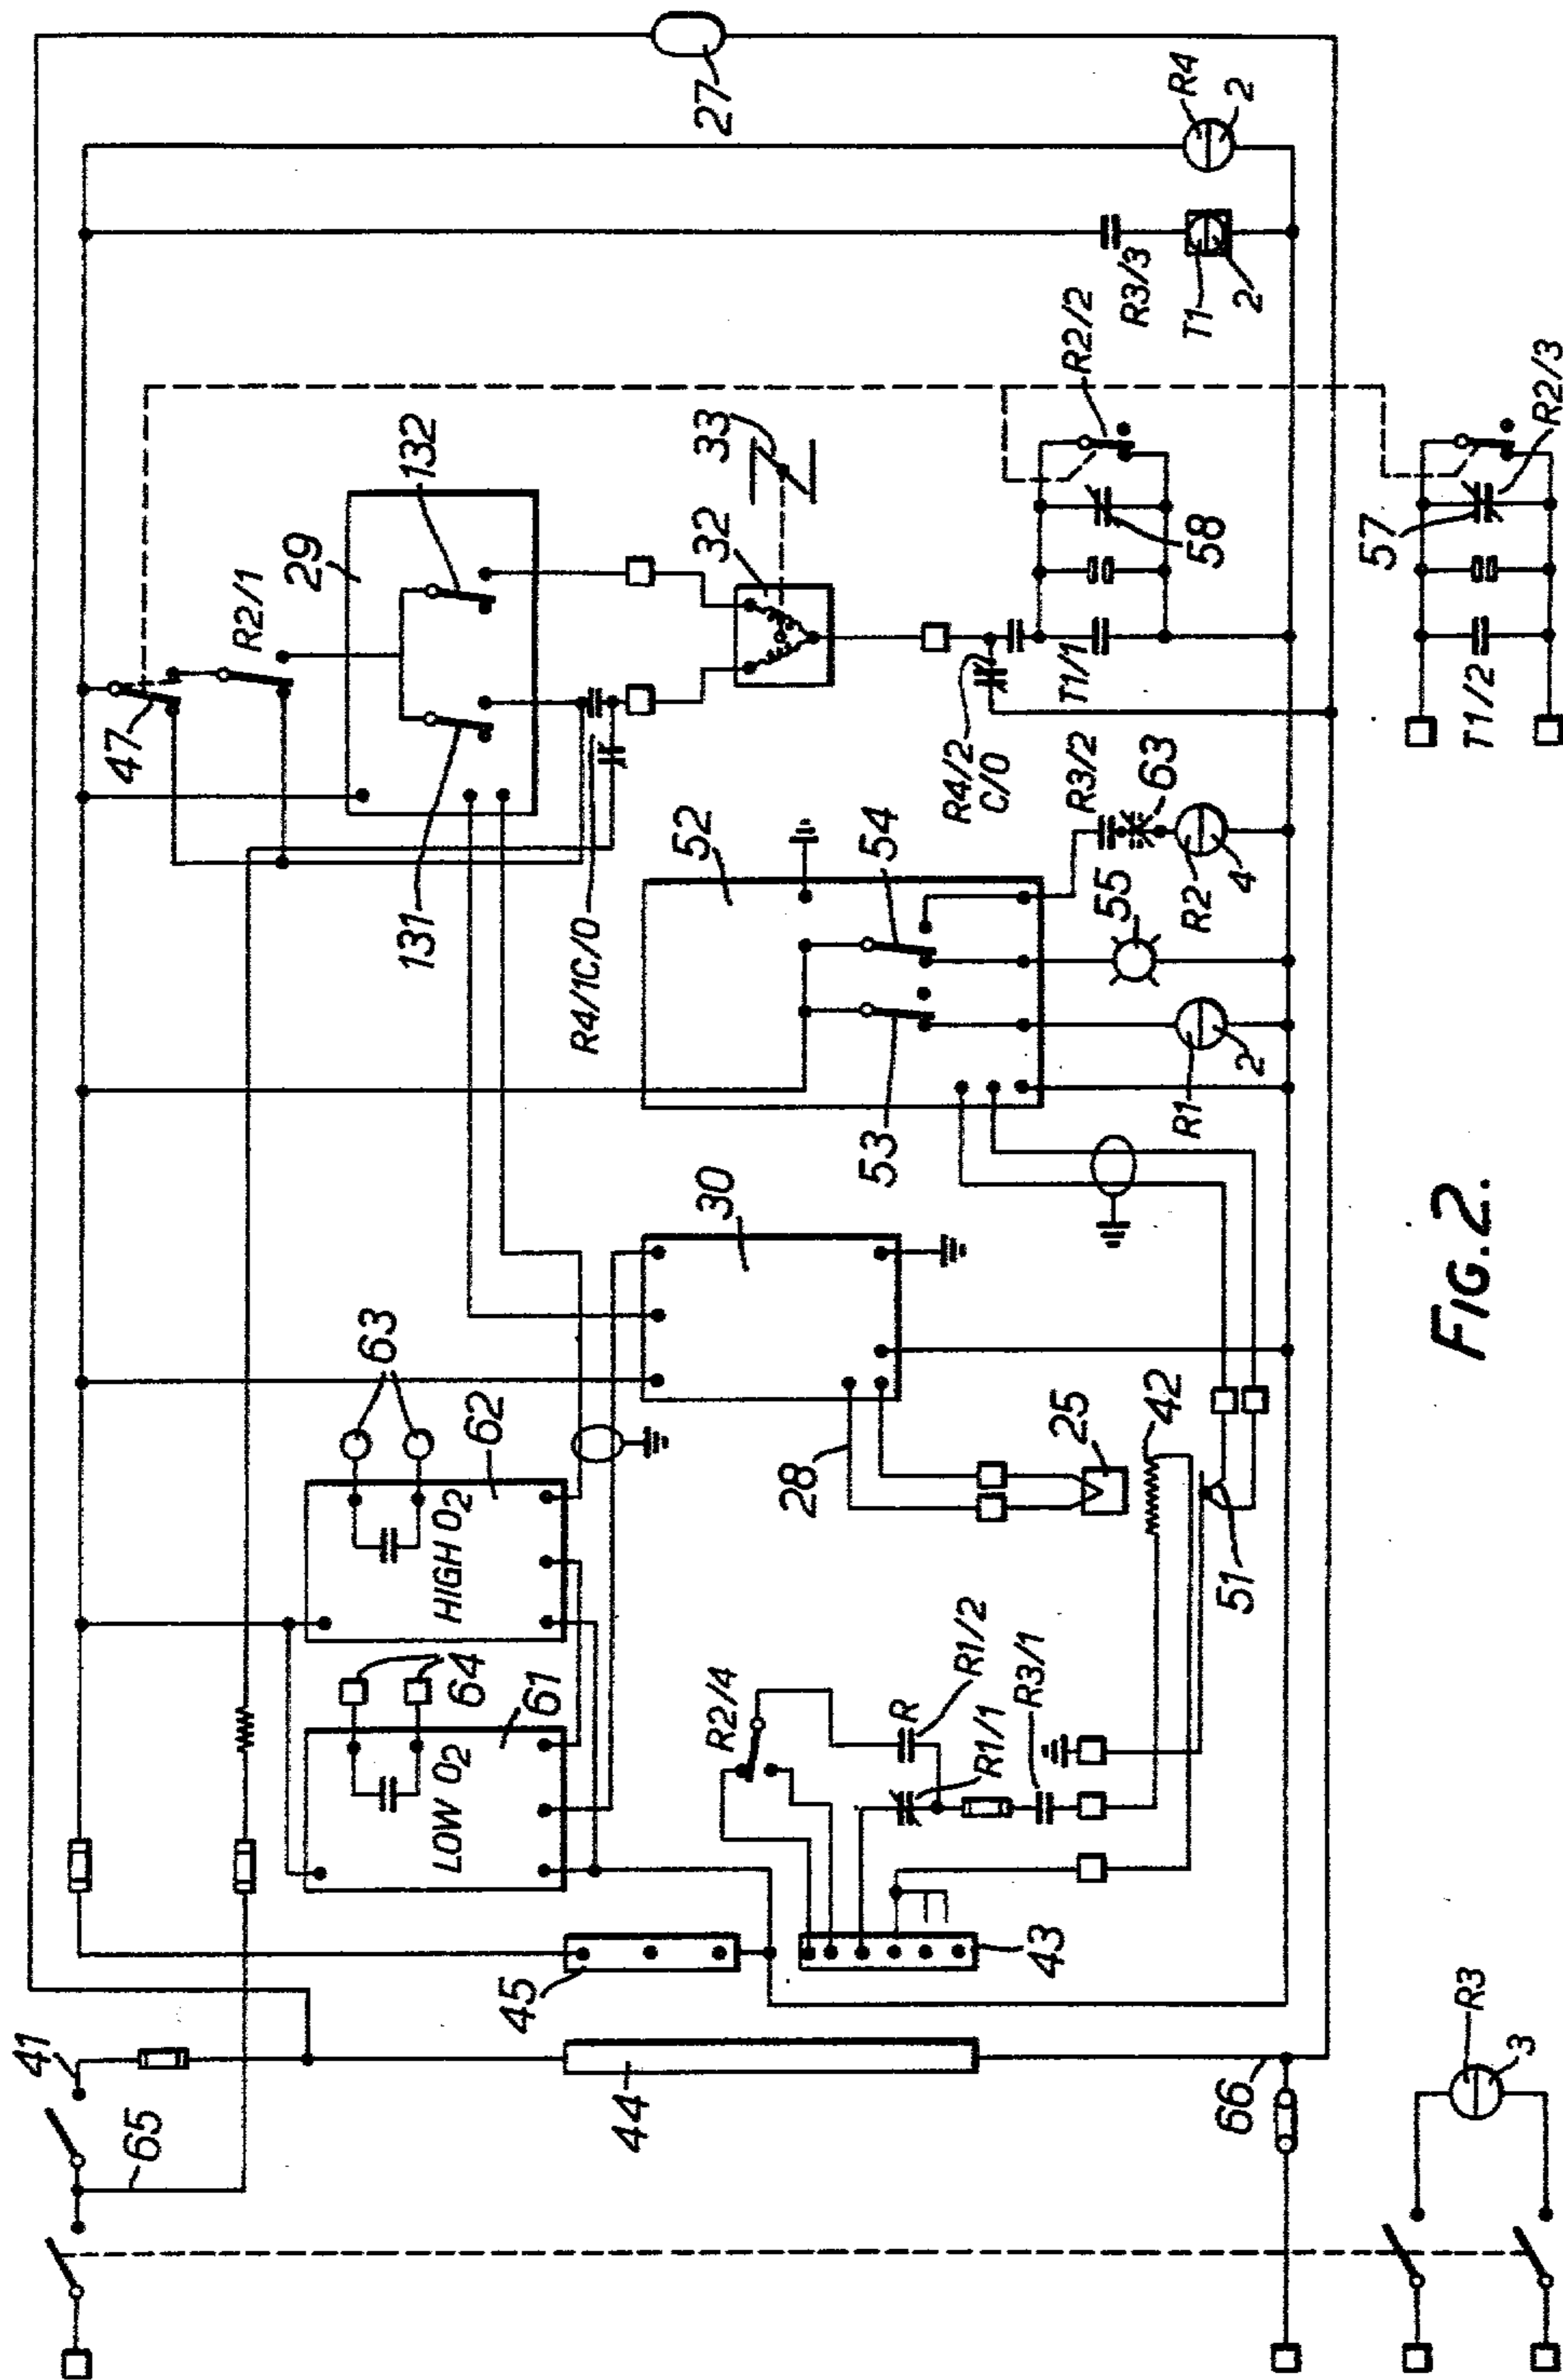 41
65
44
66
R3
3
45
43
LOW O2
61
64
HIGH O2
62
63
R2/4
R
R1/2
R1/1
R3/1
28
25
42
51
30
52
53
54
55
R1
2
R2
4
R3/2
63
47
R2/1
29
131
132
R4/1C/O
32
33
R4/2
C/O
T1/1
58
R2/2
T1/2
57
R2/3
R3/3
T1
2
R4
2
27
FIG.2.